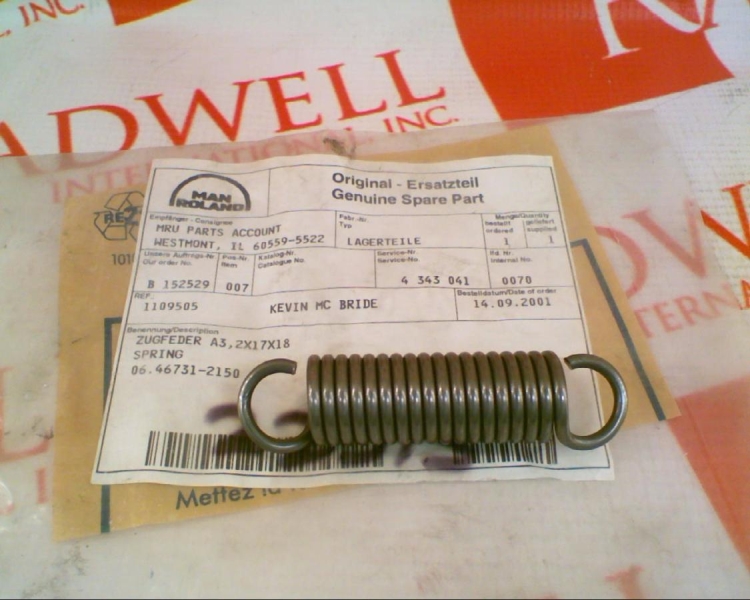 INC.
RADWELL
INTERNATIONAL, INC.
MAN
ROLAND
Original - Ersatzteil
Genuine Spare Part
Empfänger - Consignee
MRU PARTS ACCOUNT
WESTMONT, IL 60559-5522
Fabr.-Nr.
Typ
LAGERTEILE
Menge/Quantity
bestellt geliefert
ordered supplied
1 1
Unsere Auftrags-Nr.
Our order No.
B 152529
Pos-Nr.
Item
007
Katalog-Nr.
Catalogue No.
Service-Nr.
Service-No.
4 343 041
lfd. Nr.
Internal No.
0070
REF.
1109505
KEVIN MC BRIDE
Bestelldatum/Date of order
14.09.2001
Benennung/Description
ZUGFEDER A3,2X17X18
SPRING
06.46731-2150
Mettez